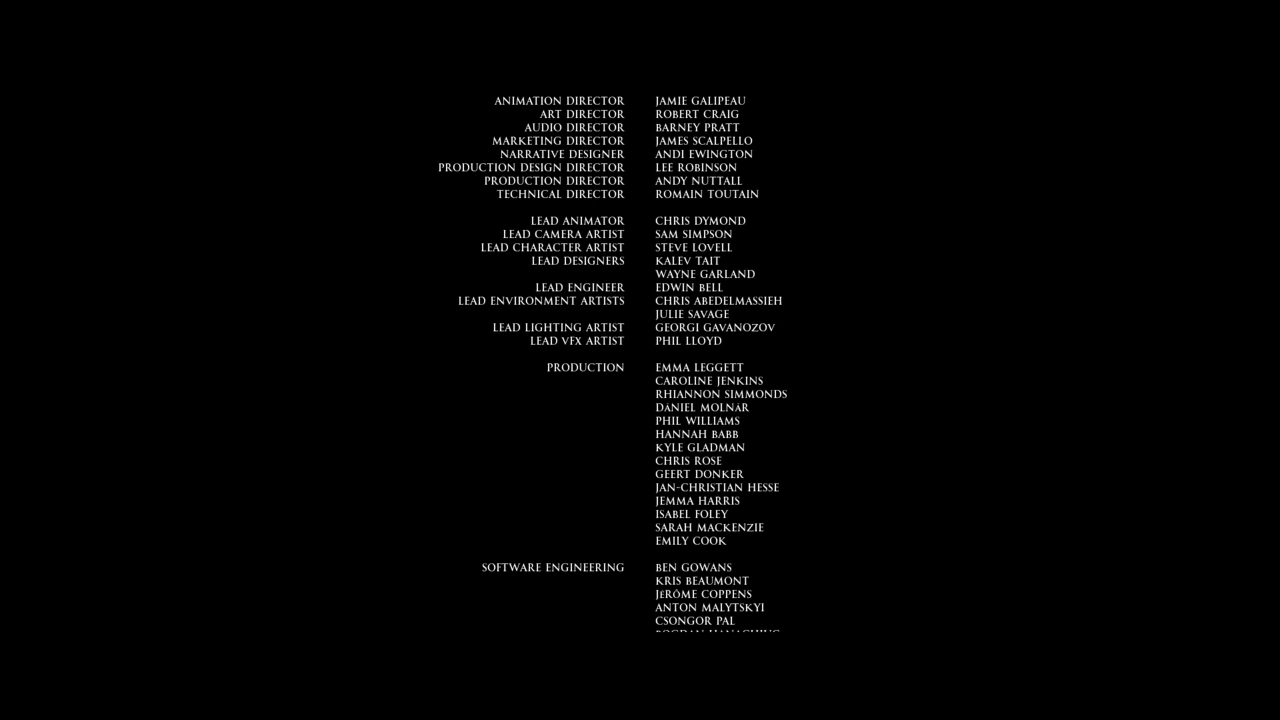 ANIMATION DIRECTOR JAMIE GALIPEAU
ART DIRECTOR ROBERT CRAIG
AUDIO DIRECTOR BARNEY PRATT
MARKETING DIRECTOR JAMES SCALPELLO
NARRATIVE DESIGNER ANDI EWINGTON
PRODUCTION DESIGN DIRECTOR LEE ROBINSON
PRODUCTION DIRECTOR ANDY NUTTALL
TECHNICAL DIRECTOR ROMAIN TOUTAIN
LEAD ANIMATOR CHRIS DYMOND
LEAD CAMERA ARTIST SAM SIMPSON
LEAD CHARACTER ARTIST STEVE LOVELL
LEAD DESIGNERS KALEV TAIT
WAYNE GARLAND
LEAD ENGINEER EDWIN BELL
LEAD ENVIRONMENT ARTISTS CHRIS ABEDELMASSIEH
JULIE SAVAGE
LEAD LIGHTING ARTIST GEORGI GAVANOZOV
LEAD VFX ARTIST PHIL LLOYD
PRODUCTION EMMA LEGGETT
CAROLINE JENKINS
RHIANNON SIMMONDS
DÁNIEL MOLNÁR
PHIL WILLIAMS
HANNAH BABB
KYLE GLADMAN
CHRIS ROSE
GEERT DONKER
JAN-CHRISTIAN HESSE
JEMMA HARRIS
ISABEL FOLEY
SARAH MACKENZIE
EMILY COOK
SOFTWARE ENGINEERING BEN GOWANS
KRIS BEAUMONT
JÉRÔME COPPENS
ANTON MALYTSKYI
CSONGOR PAL